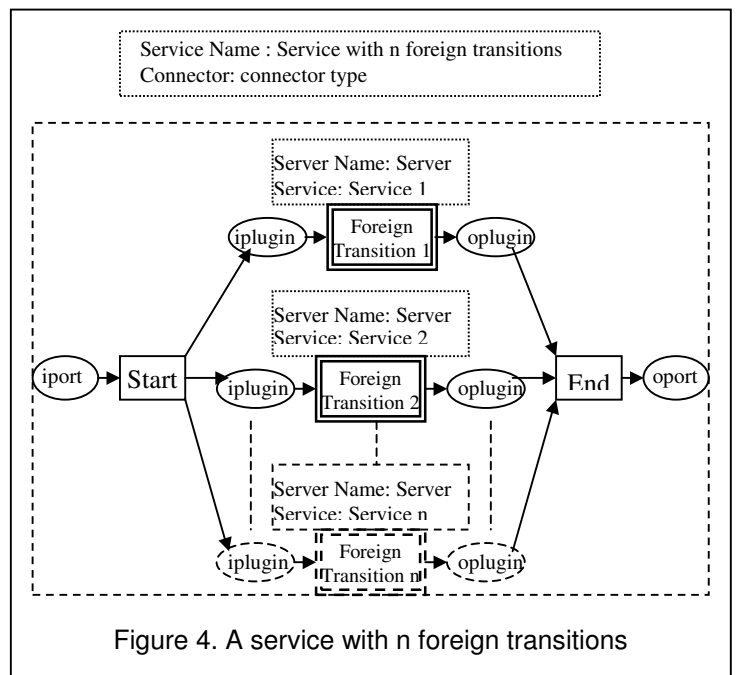 Service Name : Service with n foreign transitions
Connector: connector type
Server Name: Server
Service: Service 1
iplugin
Foreign
Transition 1
oplugin
Server Name: Server
Service: Service 2
iport
Start
iplugin
Foreign
Transition 2
oplugin
End
oport
Server Name: Server
Service: Service n
iplugin
Foreign
Transition n
oplugin
Figure 4. A service with n foreign transitions